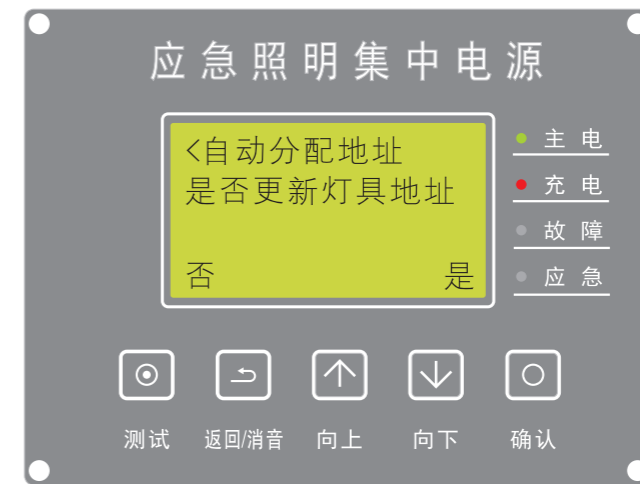 应急照明集中电源
<自动分配地址
是否更新灯具地址
否 是
主电
充电
故障
应急
测试 返回/消音 向上 向下 确认